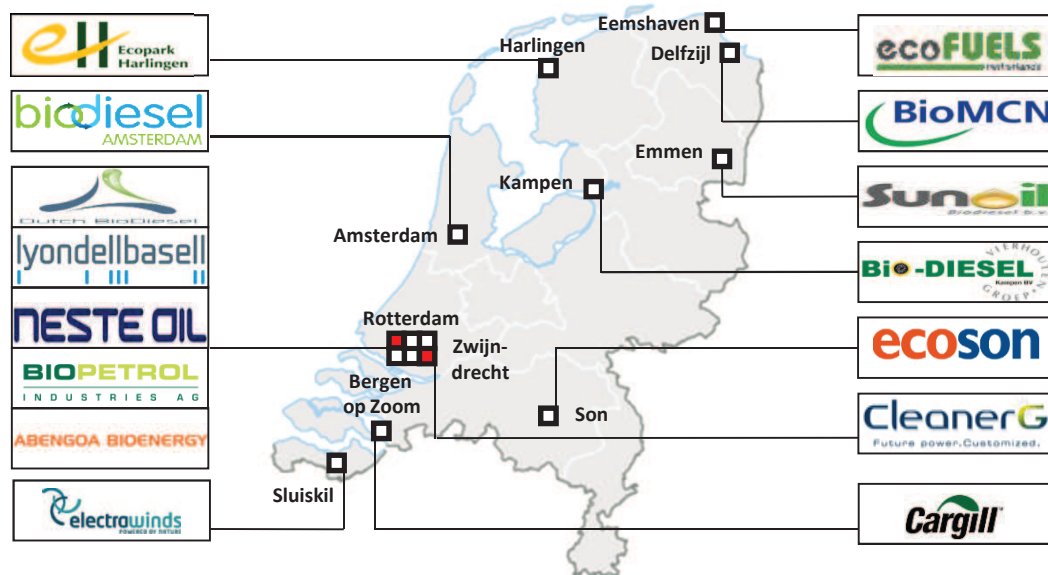 eH Ecopark
Harlingen
biodiesel
AMSTERDAM
Dutch BioDiesel
lyondellbasell
NESTE OIL
BIOPETROL
INDUSTRIES AG
ABENGOA BIOENERGY
electrawinds
POWERED BY NATURE
Eemshaven
Harlingen
Delfzijl
Emmen
Kampen
Amsterdam
Rotterdam
Zwijn-
drecht
Bergen
op Zoom
Son
Sluiskil
ecoFUELS
BioMCN
Sunoil
Biodiesel b.v.
BiO-DIESEL
Kampen BV
VIERHOUTEN
GROEP
ecoson
CleanerG
Future power.Customized.
Cargill